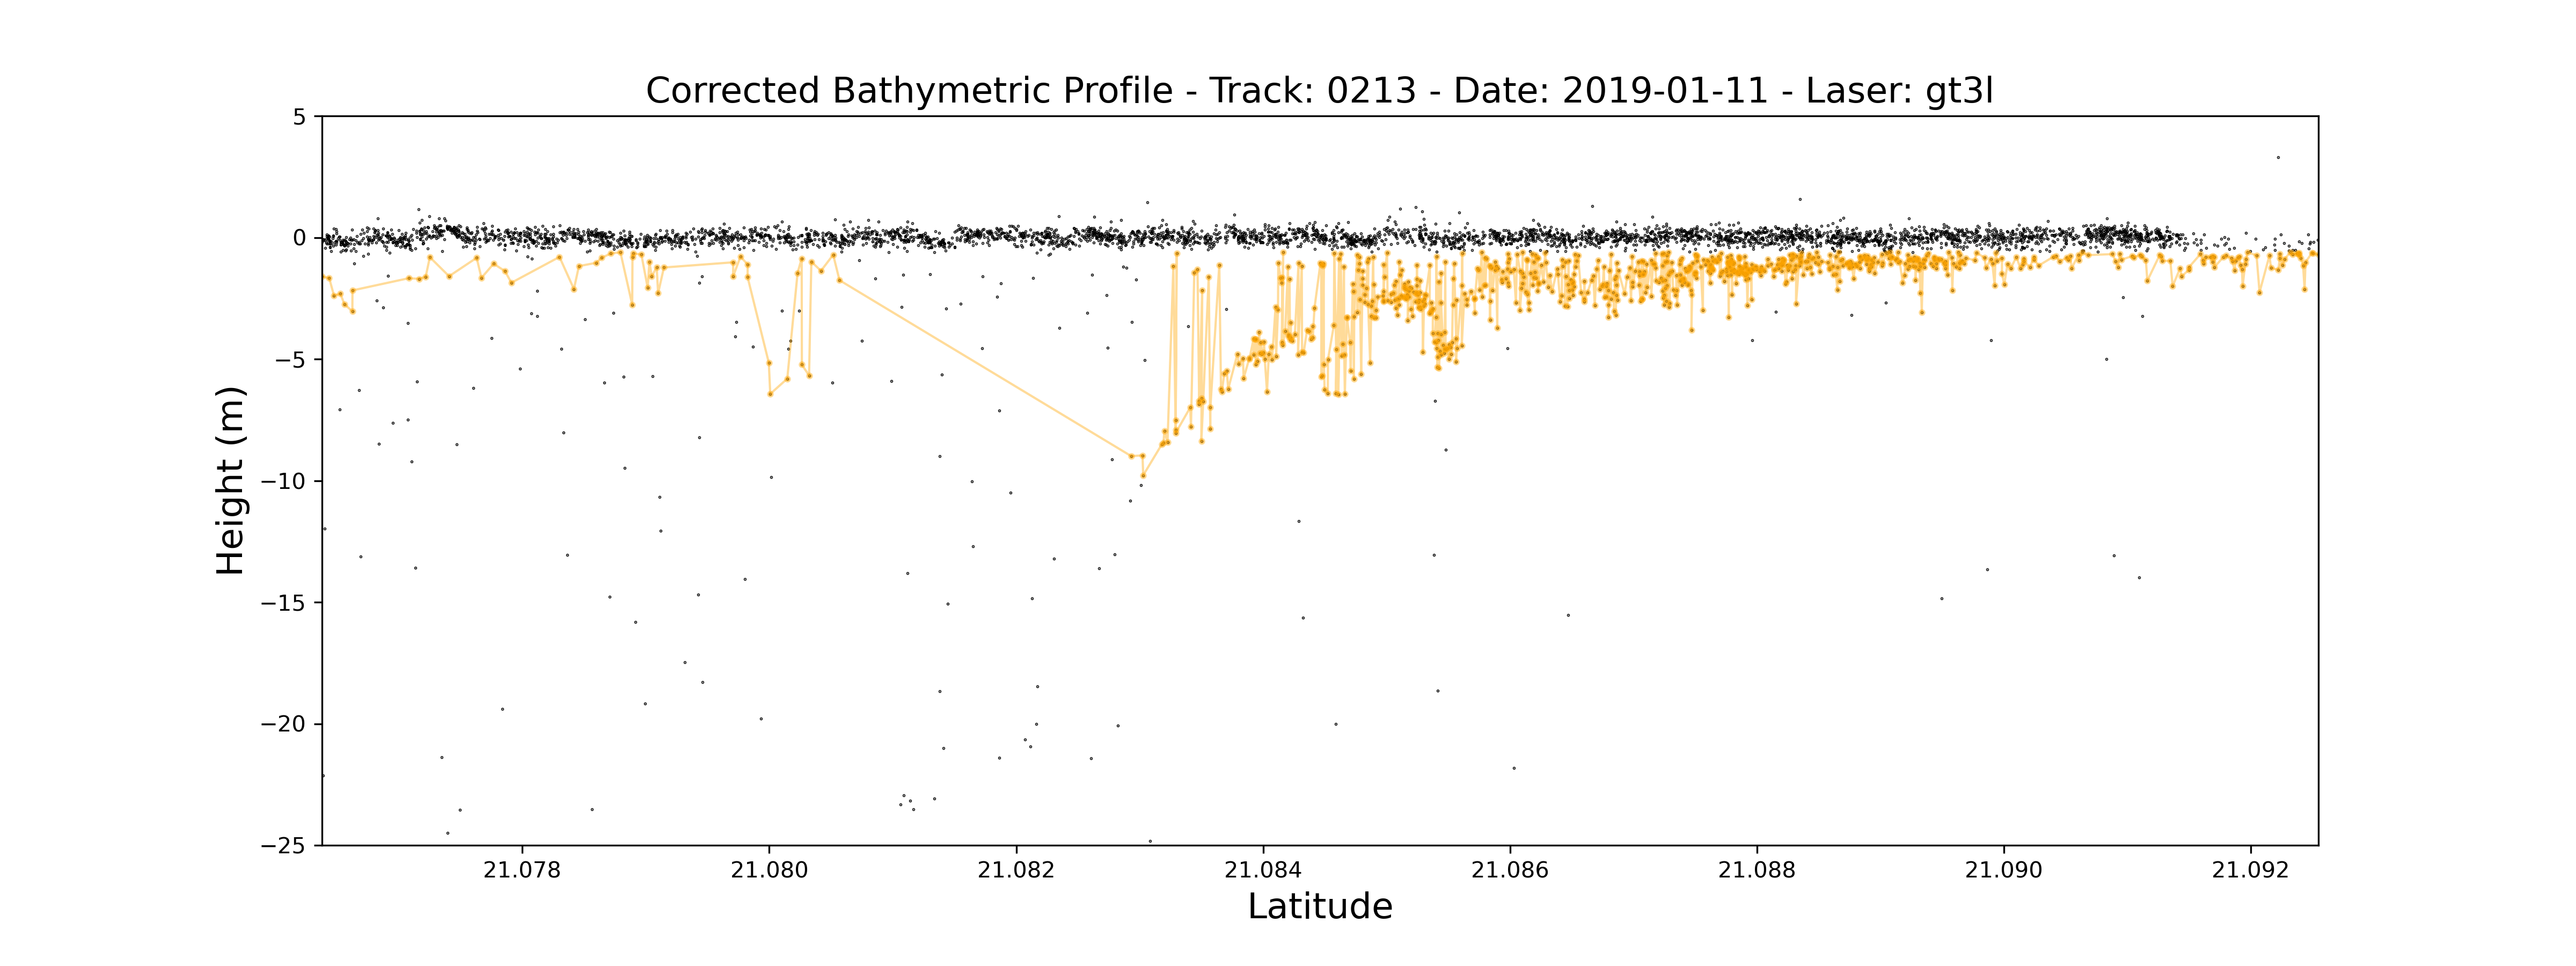 Corrected Bathymetric Profile - Track: 0213 - Date: 2019-01-11 - Laser: gt3l
5
0
−5
−10
−15
−20
−25
Height (m)
21.078 21.080 21.082 21.084 21.086 21.088 21.090 21.092
Latitude